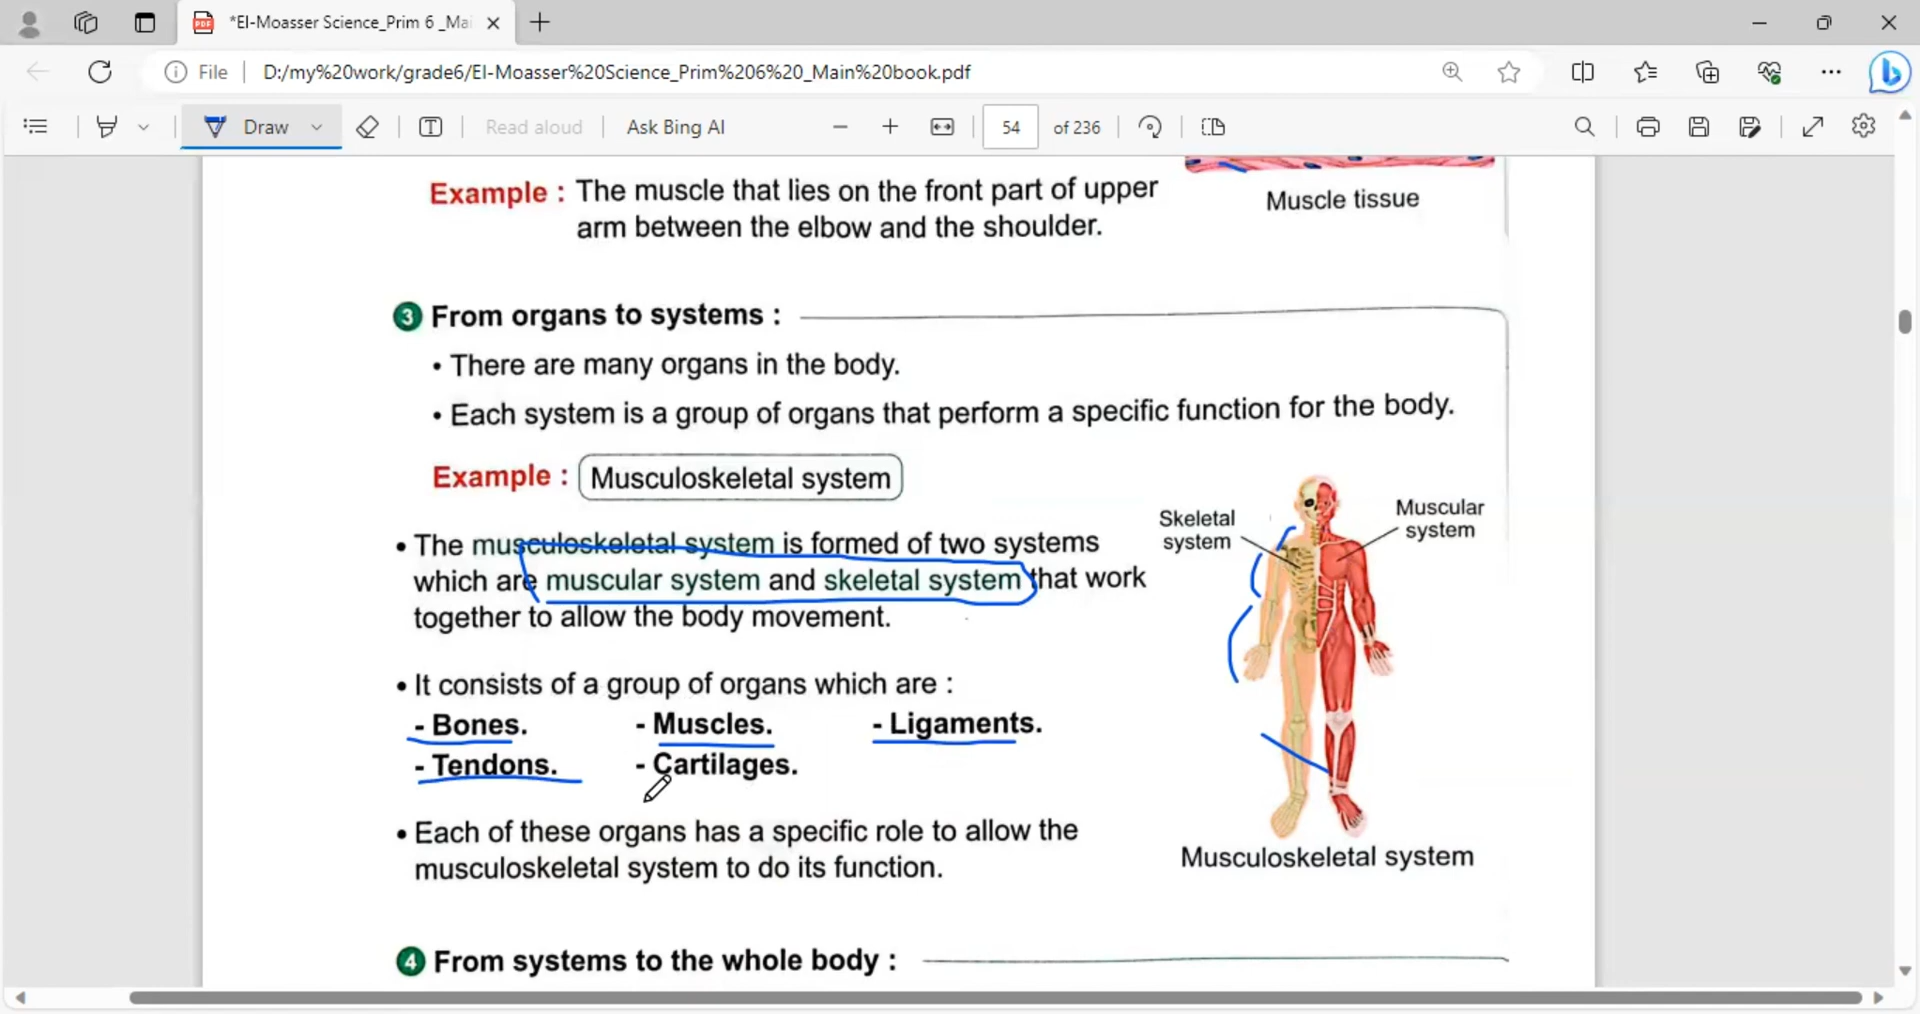 *El-Moasser Science_Prim 6 _Mai
File
D:/my%20work/grade6/El-Moasser%20Science_Prim%206%20_Main%20book.pdf
Draw
Read aloud
Ask Bing AI
54
of 236
Example : The muscle that lies on the front part of upper
arm between the elbow and the shoulder.
Muscle tissue
3 From organs to systems :
• There are many organs in the body.
• Each system is a group of organs that perform a specific function for the body.
Example : Musculoskeletal system
• The musculoskeletal system is formed of two systems
which are muscular system and skeletal system that work
together to allow the body movement.
Skeletal
system
Muscular
system
• It consists of a group of organs which are :
- Bones. - Muscles. - Ligaments.
- Tendons. - Cartilages.
• Each of these organs has a specific role to allow the
musculoskeletal system to do its function.
Musculoskeletal system
4 From systems to the whole body :